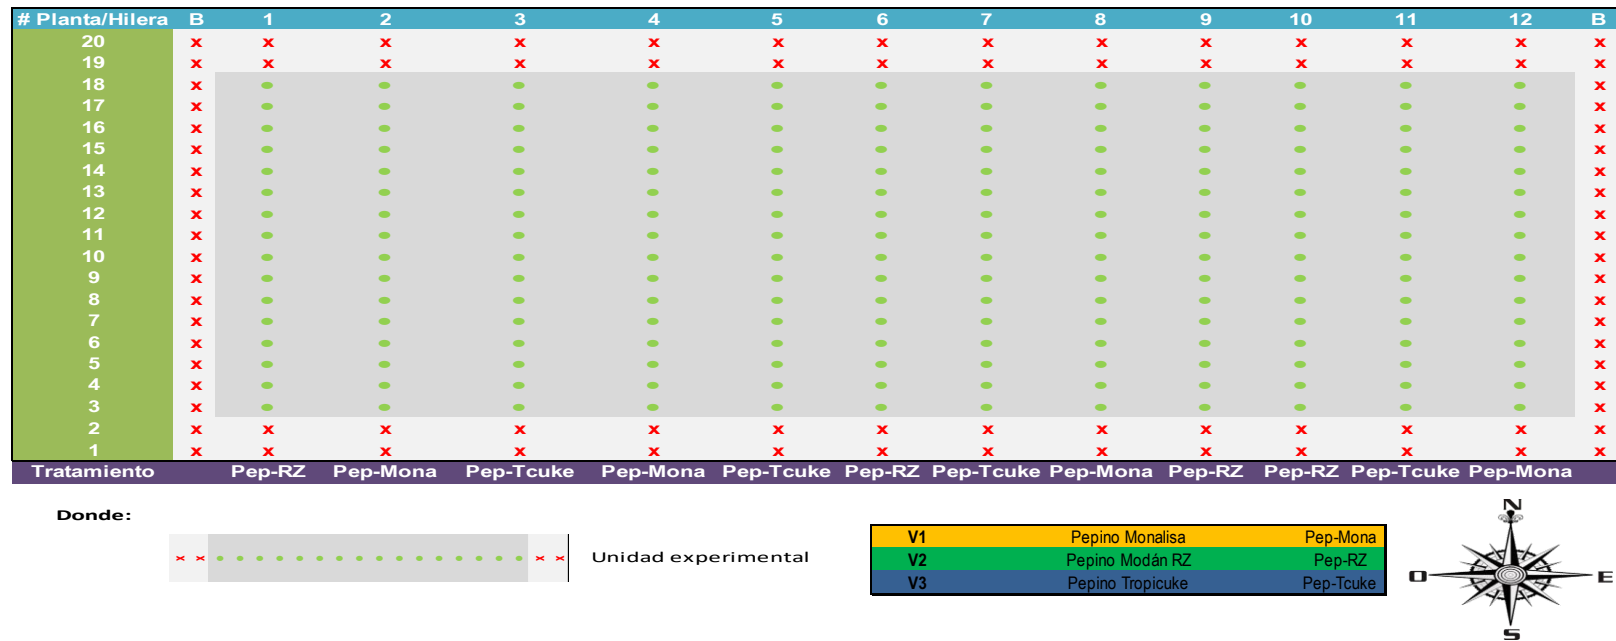 # Planta/Hilera B 1 2 3 4 5 6 7 8 9 10 11 12 B
20 x x x x x x x x x x x x x x
19 x x x x x x x x x x x x x x
18 x x
17 x x
16 x x
15 x x
14 x x
13 x x
12 x x
11 x x
10 x x
9 x x
8 x x
7 x x
6 x x
5 x x
4 x x
3 x x
2 x x x x x x x x x x x x x x
1 x x x x x x x x x x x x x x
Tratamiento Pep-RZ Pep-Mona Pep-Tcuke Pep-Mona Pep-Tcuke Pep-RZ Pep-Tcuke Pep-Mona Pep-RZ Pep-RZ Pep-Tcuke Pep-Mona
Donde:
x x x x Unidad experimental
V1 Pepino Monalisa Pep-Mona
V2 Pepino Modán RZ Pep-RZ
V3 Pepino Tropicuke Pep-Tcuke
N
O E
S